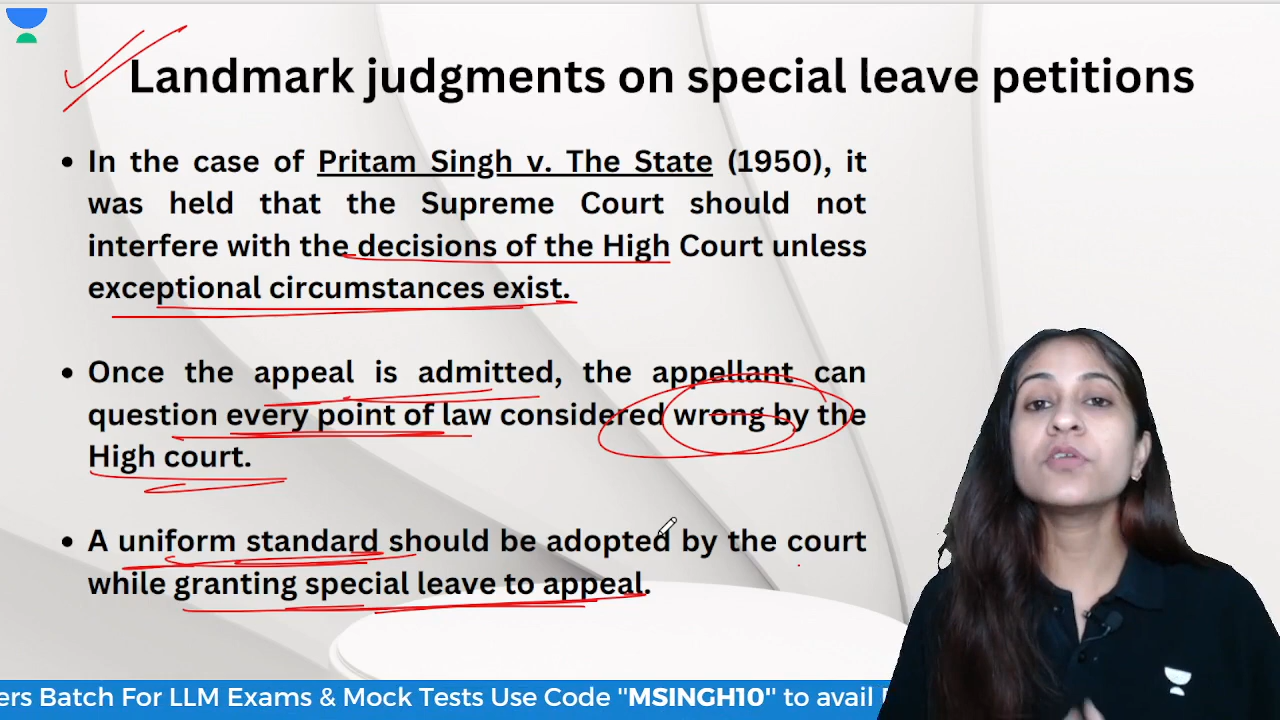 Landmark judgments on special leave petitions
• In the case of Pritam Singh v. The State (1950), it
was held that the Supreme Court should not
interfere with the decisions of the High Court unless
exceptional circumstances exist.
• Once the appeal is admitted, the appellant can
question every point of law considered wrong by the
High court.
• A uniform standard should be adopted by the court
while granting special leave to appeal.
ers Batch For LLM Exams & Mock Tests Use Code "MSINGH10" to avail